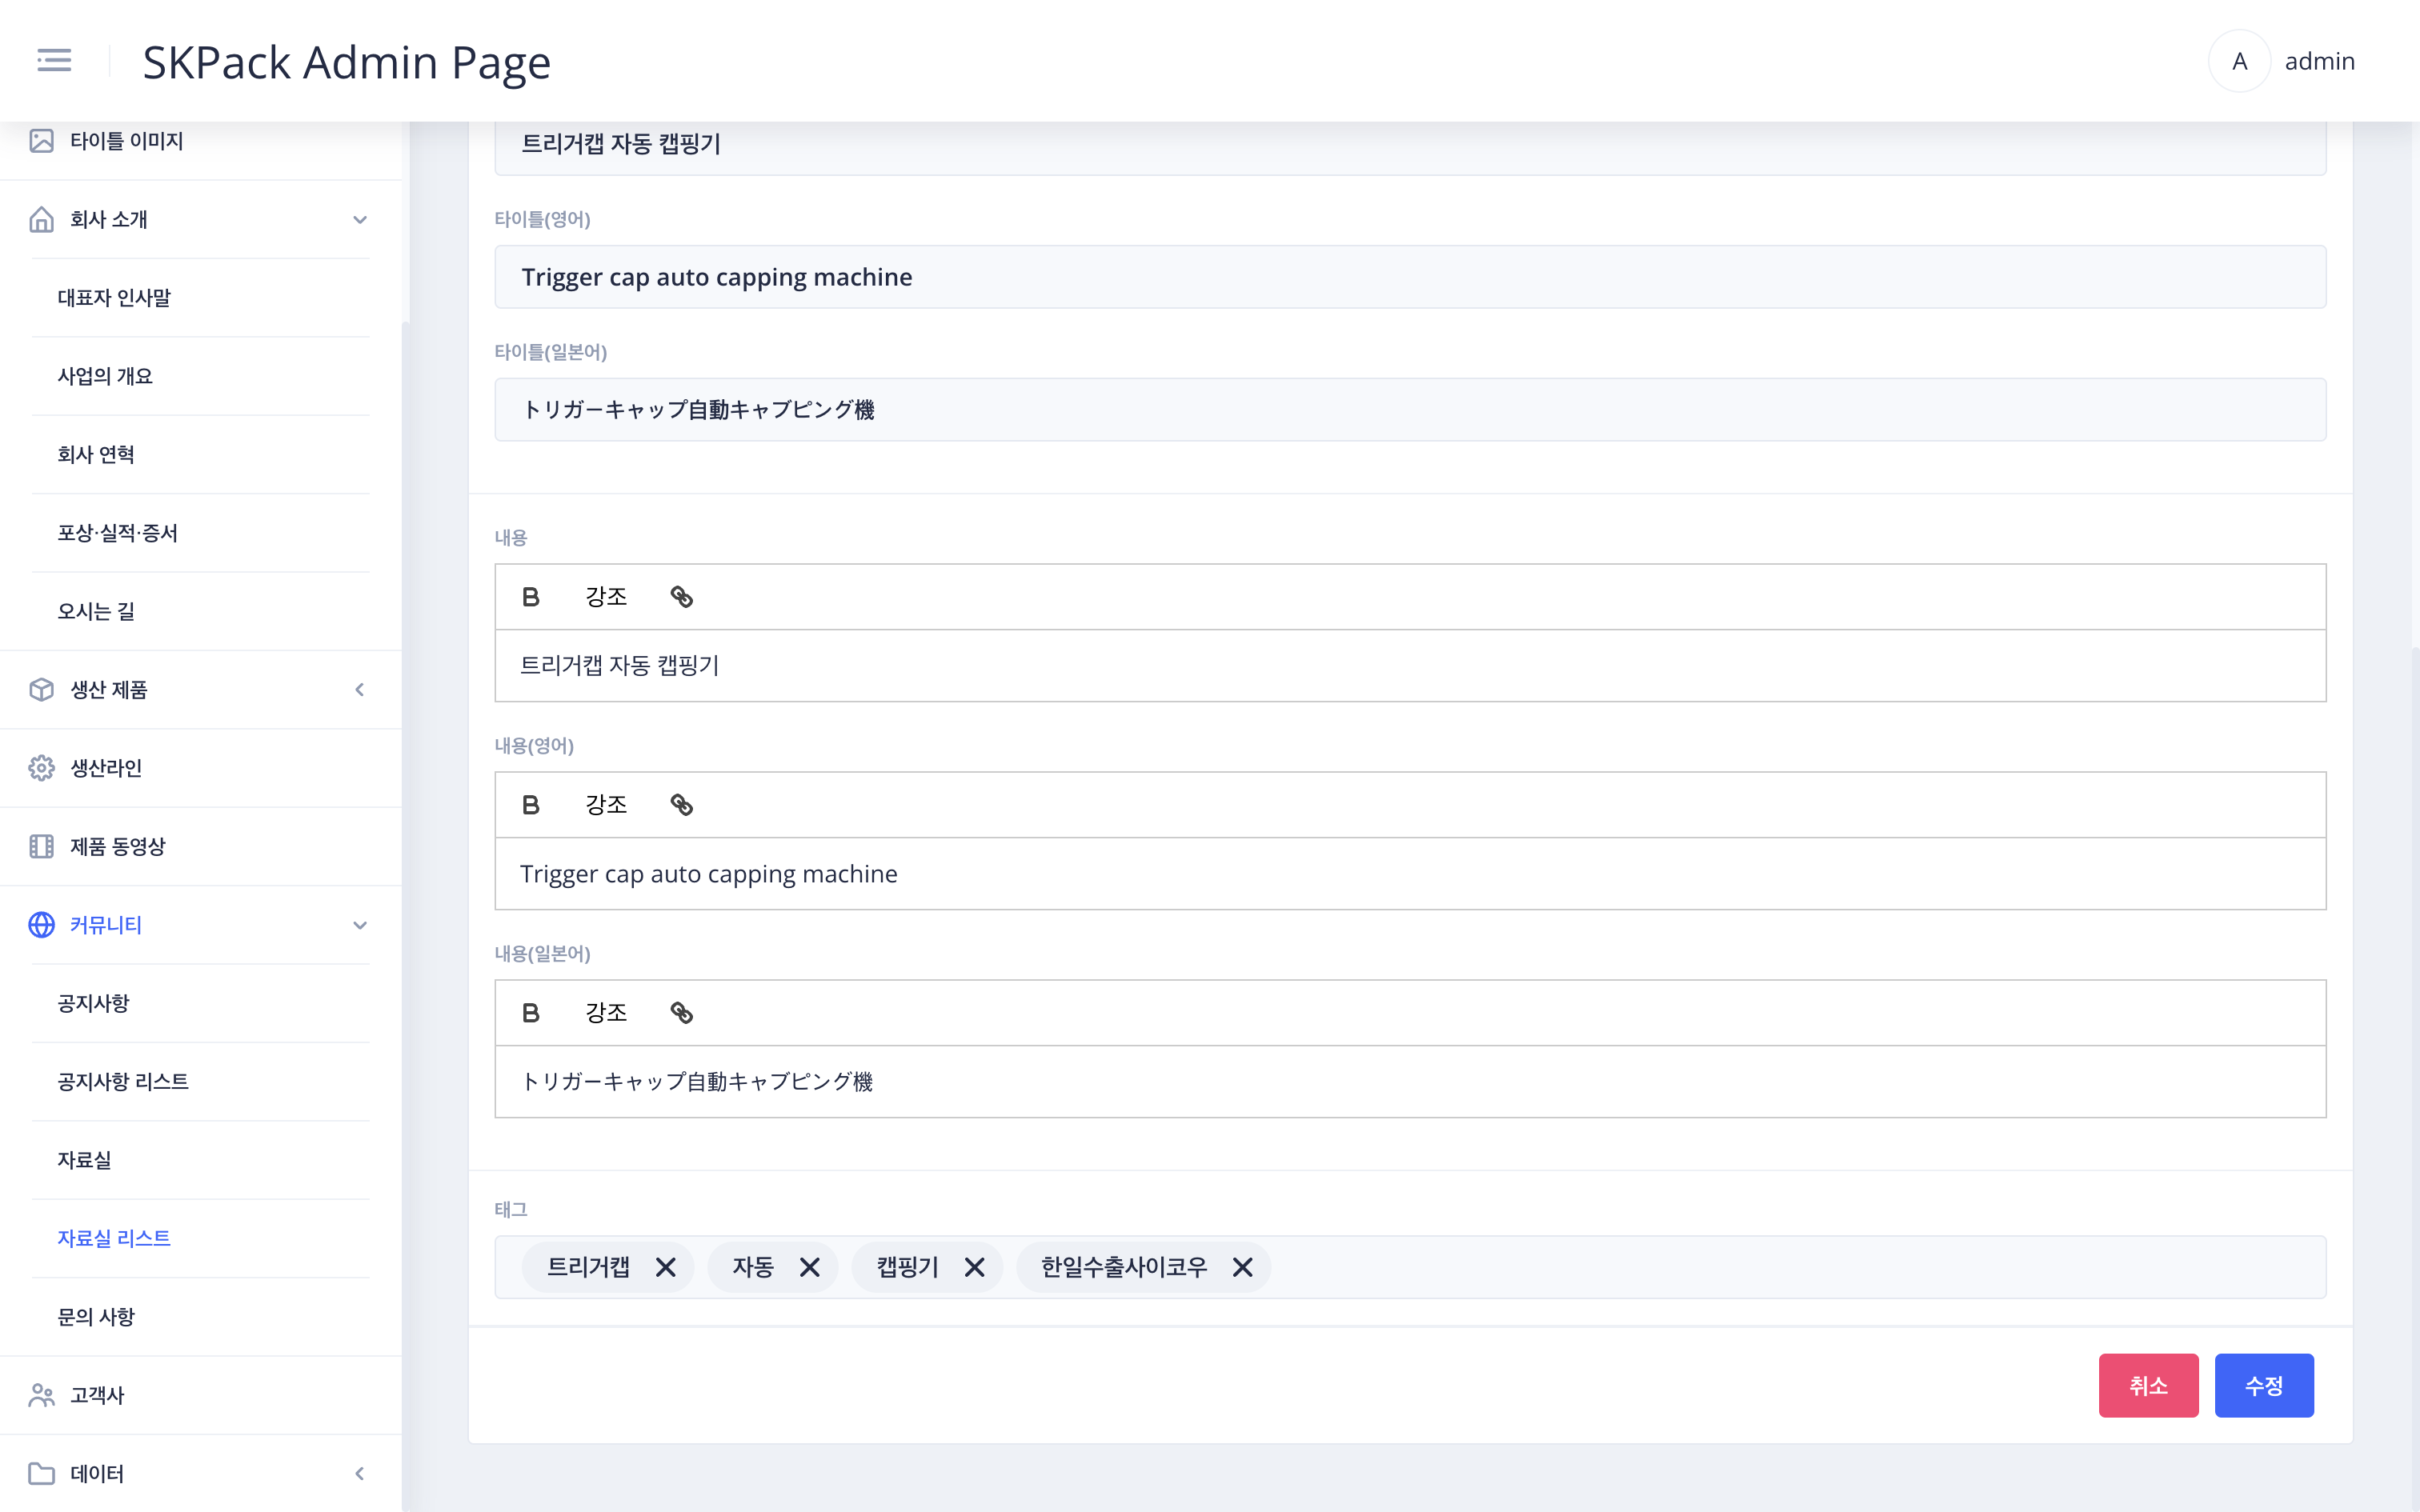 SKPack Admin Page
A
admin
타이틀 이미지
회사 소개
대표자 인사말
사업의 개요
회사 연혁
포상·실적·증서
오시는 길
생산 제품
생산라인
제품 동영상
커뮤니티
공지사항
공지사항 리스트
자료실
자료실 리스트
문의 사항
고객사
데이터
트리거캡 자동 캡핑기
타이틀(영어)
Trigger cap auto capping machine
타이틀(일본어)
トリガーキャップ自動キャブピング機
내용
B 강조
트리거캡 자동 캡핑기
내용(영어)
B 강조
Trigger cap auto capping machine
내용(일본어)
B 강조
トリガーキャップ自動キャブピング機
태그
트리거캡 자동 캡핑기 한일수출사이코우
취소 수정